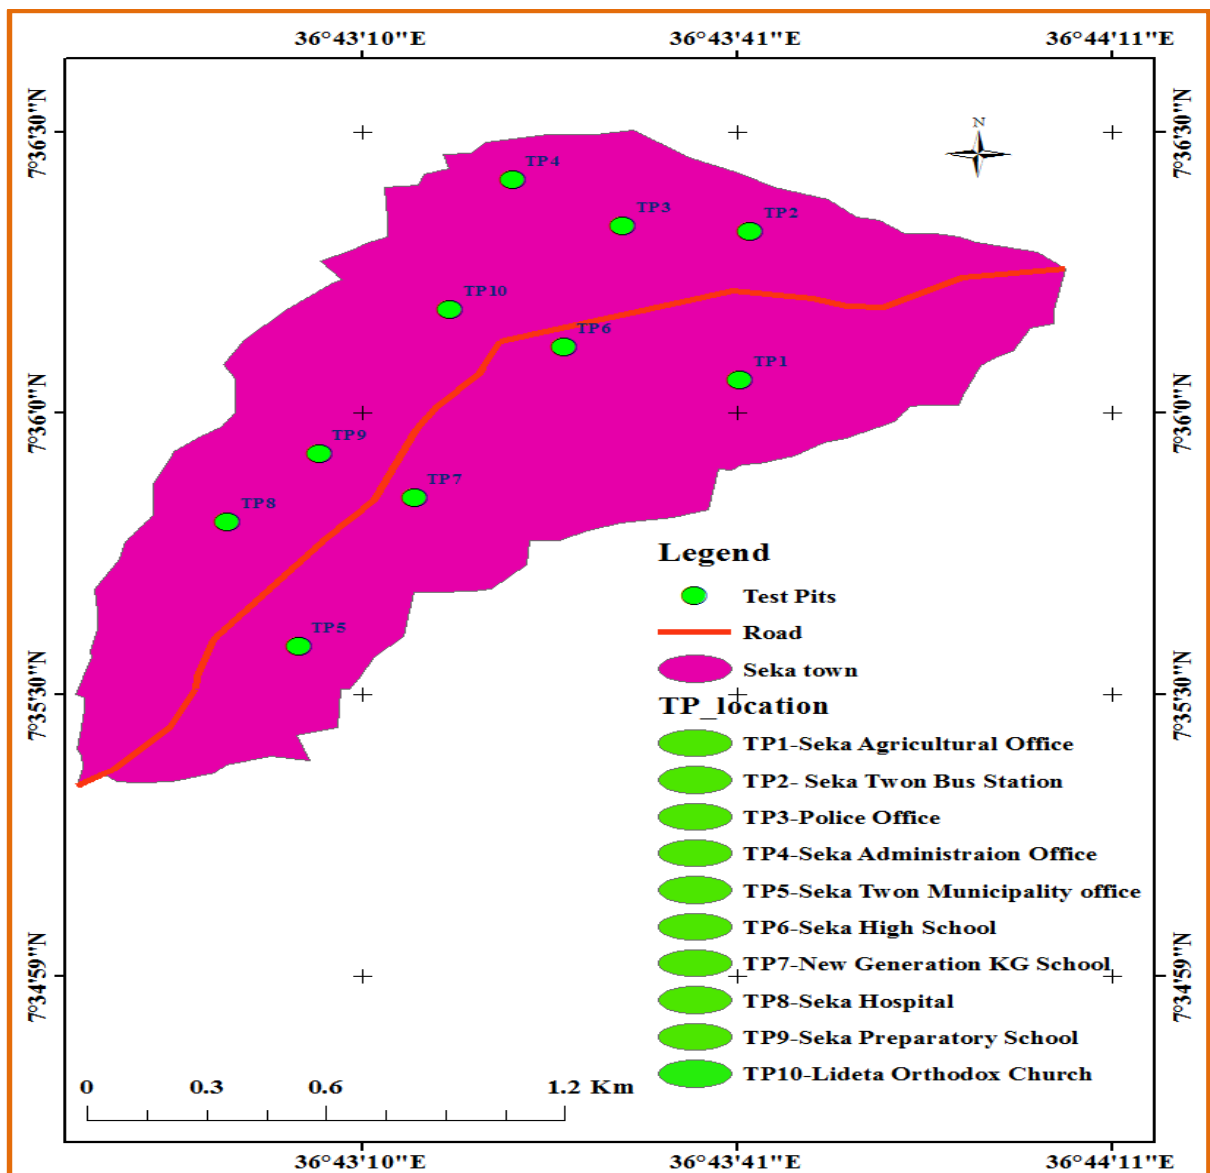 36°43'10"E 36°43'41"E 36°44'11"E
N
7°36'30"N 7°36'30"N
TP4
TP3
TP2
TP10
TP6
TP1
7°36'0"N 7°36'0"N
TP9
TP7
TP8
Legend
Test Pits
TP5
Road
Seka town
7°35'30"N 7°35'30"N
TP_location
TP1-Seka Agricultural Office
TP2- Seka Twon Bus Station
TP3-Police Office
TP4-Seka Administraion Office
TP5-Seka Twon Municipality office
TP6-Seka High School
TP7-New Generation KG School
7°34'59"N 7°34'59"N
TP8-Seka Hospital
TP9-Seka Preparatory School
TP10-Lideta Orthodox Church
0 0.3 0.6 1.2 Km
36°43'10"E 36°43'41"E 36°44'11"E